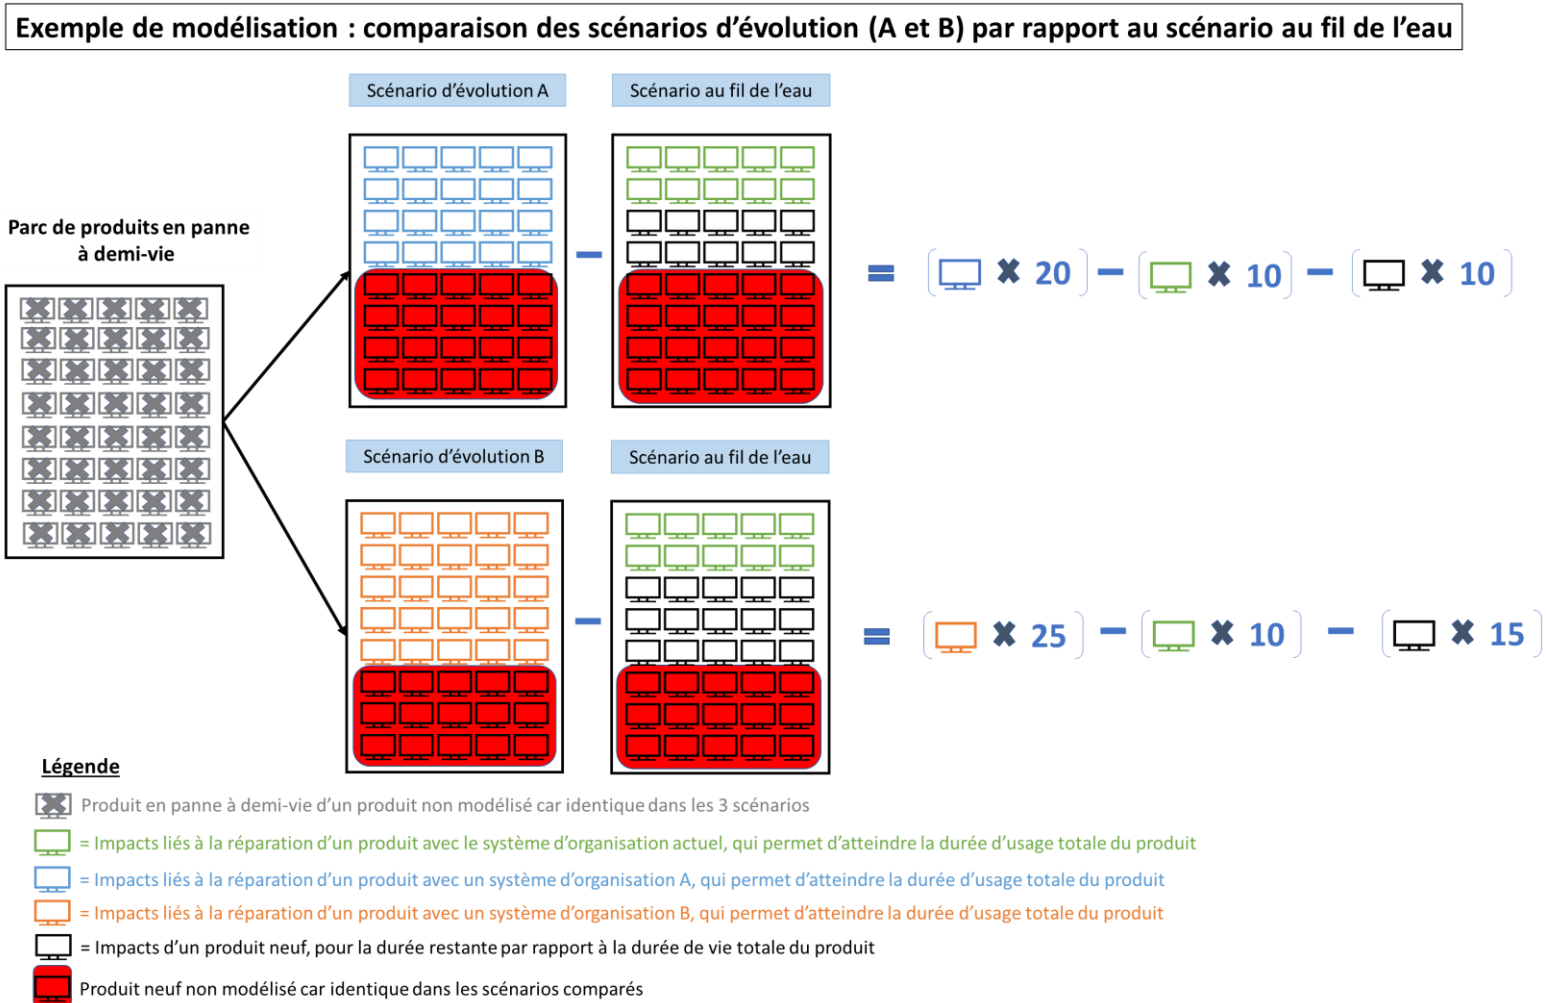 Exemple de modélisation : comparaison des scénarios d'évolution (A et B) par rapport au scénario au fil de l'eau
Scénario d'évolution A
Scénario au fil de l'eau
Parc de produits en panne
à demi-vie
= ✖ 20 − ✖ 10 − ✖ 10
Scénario d'évolution B
Scénario au fil de l'eau
= ✖ 25 − ✖ 10 − ✖ 15
Légende
Produit en panne à demi-vie d'un produit non modélisé car identique dans les 3 scénarios
= Impacts liés à la réparation d'un produit avec le système d'organisation actuel, qui permet d'atteindre la durée d'usage totale du produit
= Impacts liés à la réparation d'un produit avec un système d'organisation A, qui permet d'atteindre la durée d'usage totale du produit
= Impacts liés à la réparation d'un produit avec un système d'organisation B, qui permet d'atteindre la durée d'usage totale du produit
= Impacts d'un produit neuf, pour la durée restante par rapport à la durée de vie totale du produit
Produit neuf non modélisé car identique dans les scénarios comparés